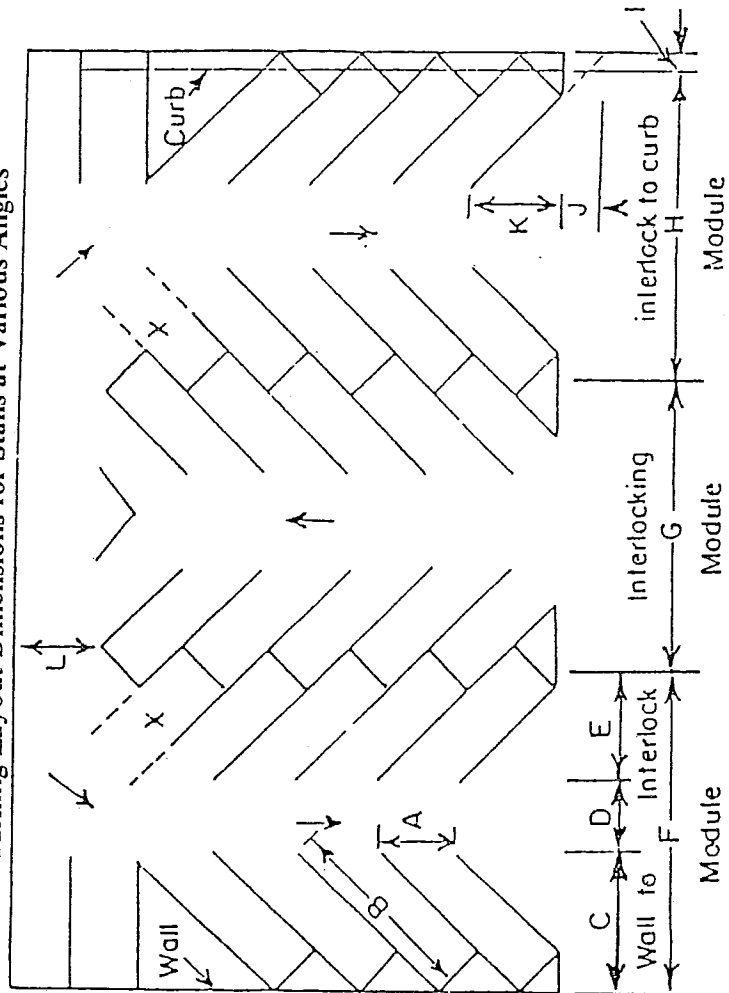 Layout Dimensions for Stalls at Various Angles
Wall
Curb
L
X
X
I
B
A
K
J
C
D
E
Wall to Interlock
F
Module
Interlocking
G
Module
interlock to curb
H
Module